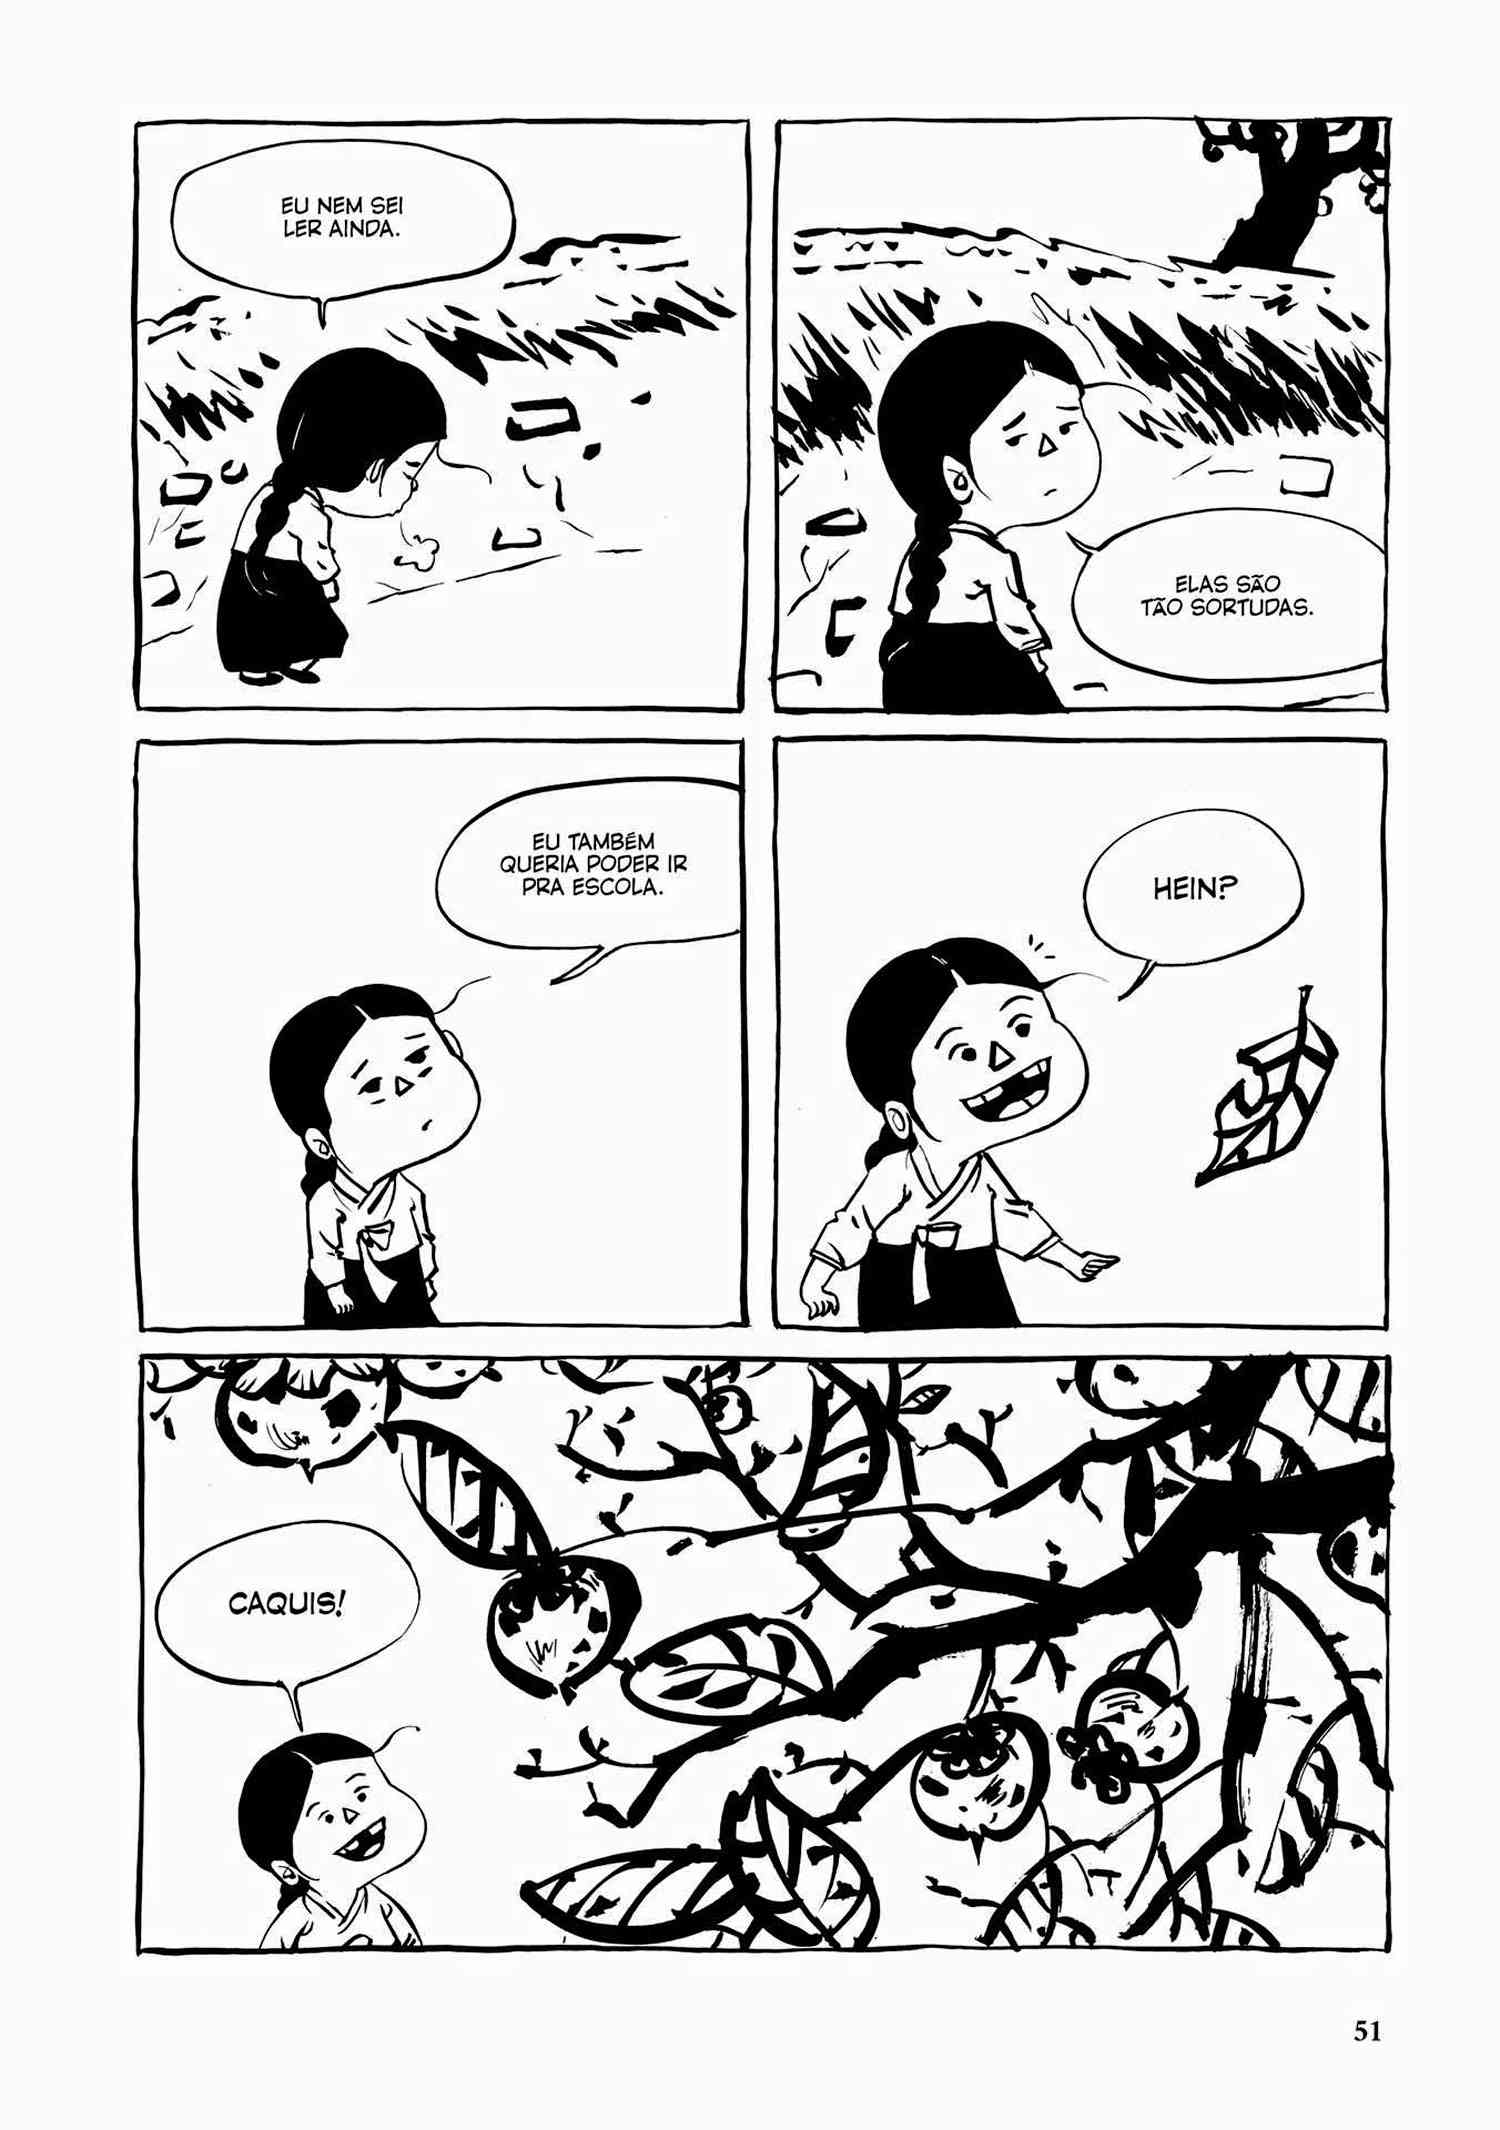 EU NEM SEI
LER AINDA.
ELAS SÃO
TÃO SORTUDAS.
EU TAMBÉM
QUERIA PODER IR
PRA ESCOLA.
HEIN?
CAQUIS!
51